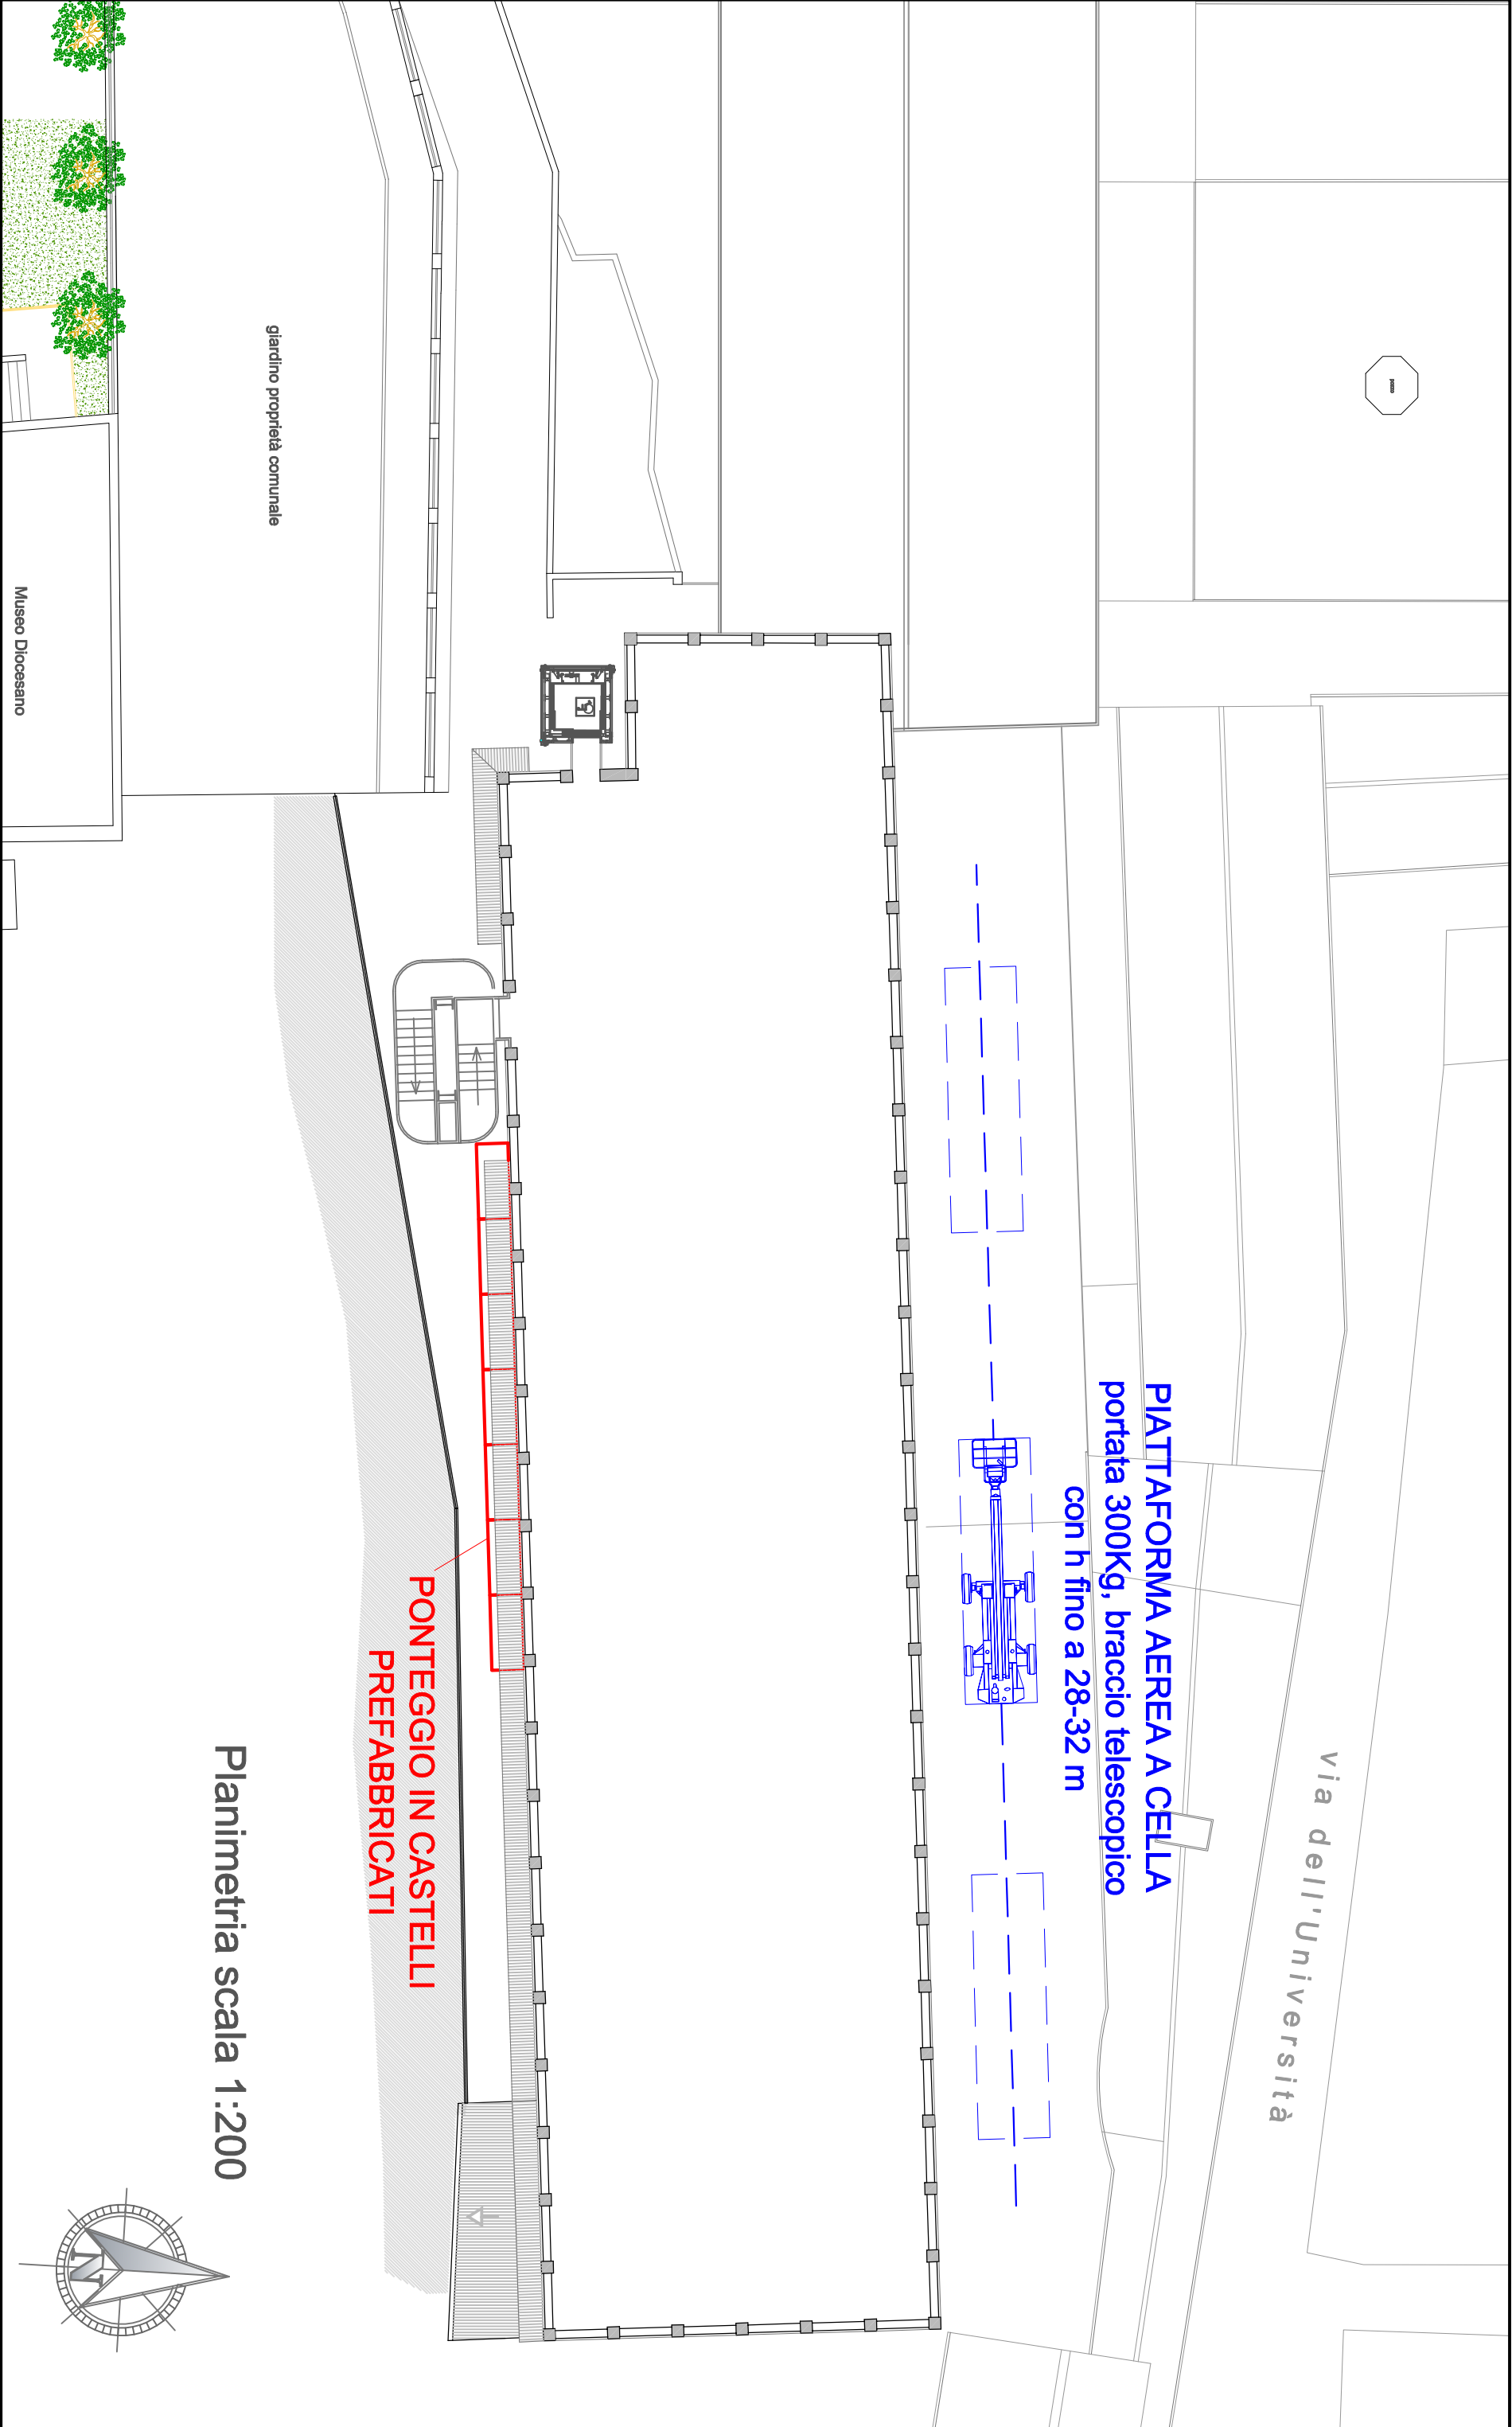 giardino proprietà comunale
Museo Diocesano
pozzo
PIATTAFORMA AEREA A CELLA
portata 300Kg, braccio telescopico
con h fino a 28-32 m
via dell'Università
PONTEGGIO IN CASTELLI
PREFABBRICATI
Planimetria scala 1:200
N